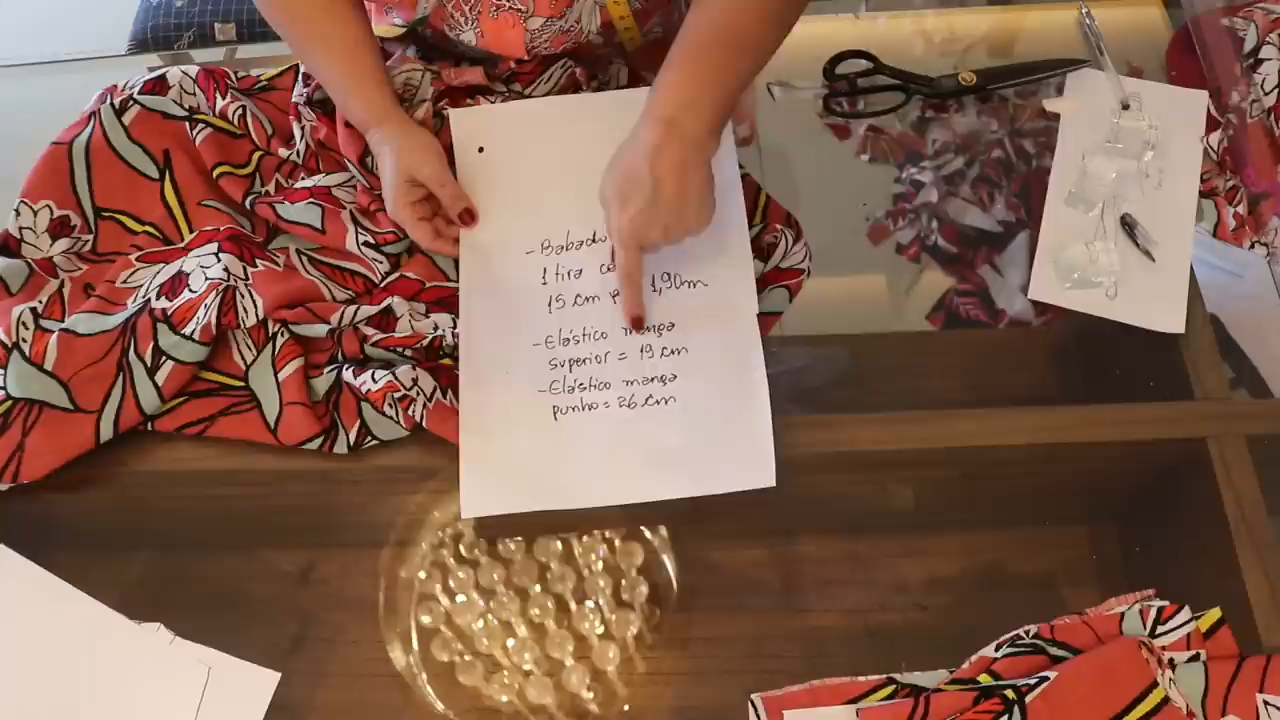 - Babado
1 tira
15 cm 1,90m
- Elástico manga
superior = 19 cm
- Elástico manga
punho = 26 cm